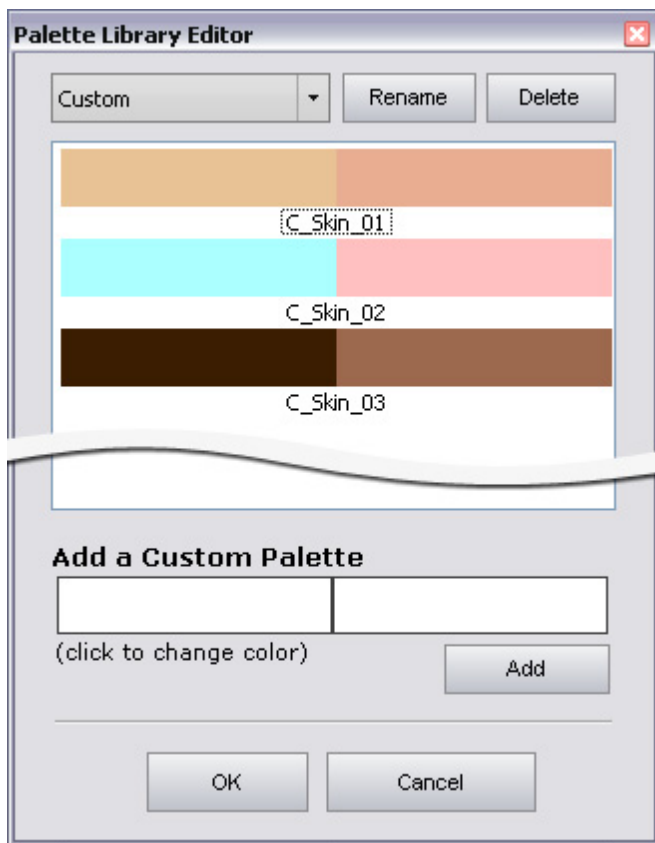 Palette Library Editor
Custom
Rename
Delete
C_Skin_01
C_Skin_02
C_Skin_03
Add a Custom Palette
(click to change color)
Add
OK
Cancel